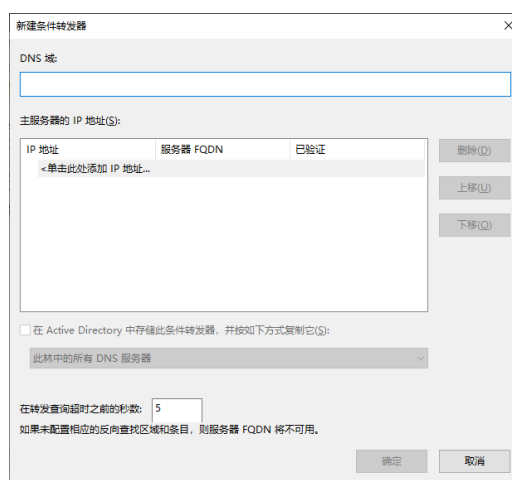 新建条件转发器
DNS 域:
主服务器的 IP 地址(S):
IP 地址 服务器 FQDN 已验证
<单击此处添加 IP 地址...
删除(D)
上移(U)
下移(O)
在 Active Directory 中存储此条件转发器，并按如下方式复制它(S):
此林中的所有 DNS 服务器
在转发查询超时之前的秒数: 5
如果未配置相应的反向查找区域和条目，则服务器 FQDN 将不可用。
确定 取消